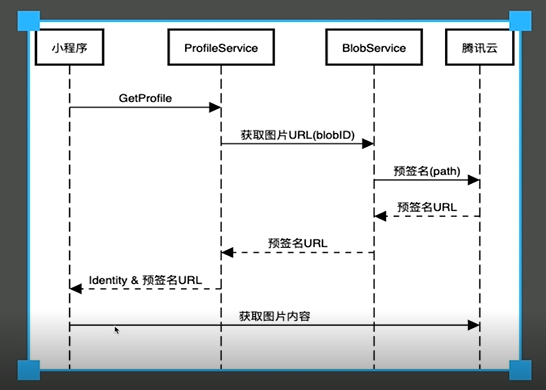 小程序
ProfileService
BlobService
腾讯云
GetProfile
获取图片URL(blobID)
预签名(path)
预签名URL
预签名URL
Identity & 预签名URL
获取图片内容